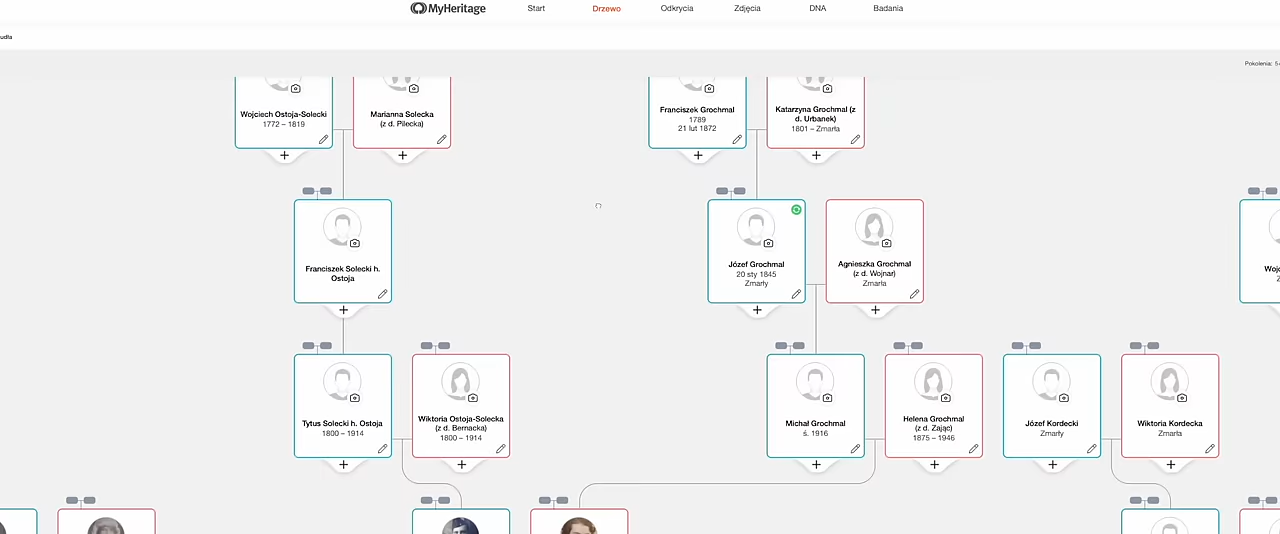 MyHeritage
Start
Drzewo
Odkrycia
Zdjęcia
DNA
Badania
Pokolenia:
Wojciech Ostoja-Solecki
1772 – 1819
Marianna Solecka
(z d. Pilecka)
Franciszek Grochmal
1789
21 lut 1872
Katarzyna Grochmal (z
d. Urbanek)
1801 – Zmarła
Franciszek Solecki h.
Ostoja
Józef Grochmal
20 sty 1845
Zmarły
Agnieszka Grochmal
(z d. Wojnar)
Zmarła
Tytus Solecki h. Ostoja
1800 – 1914
Wiktoria Ostoja-Solecka
(z d. Bernacka)
1800 – 1914
Michał Grochmal
ś. 1916
Helena Grochmal
(z d. Zając)
1875 – 1946
Józef Kordecki
Zmarły
Wiktoria Kordecka
Zmarła